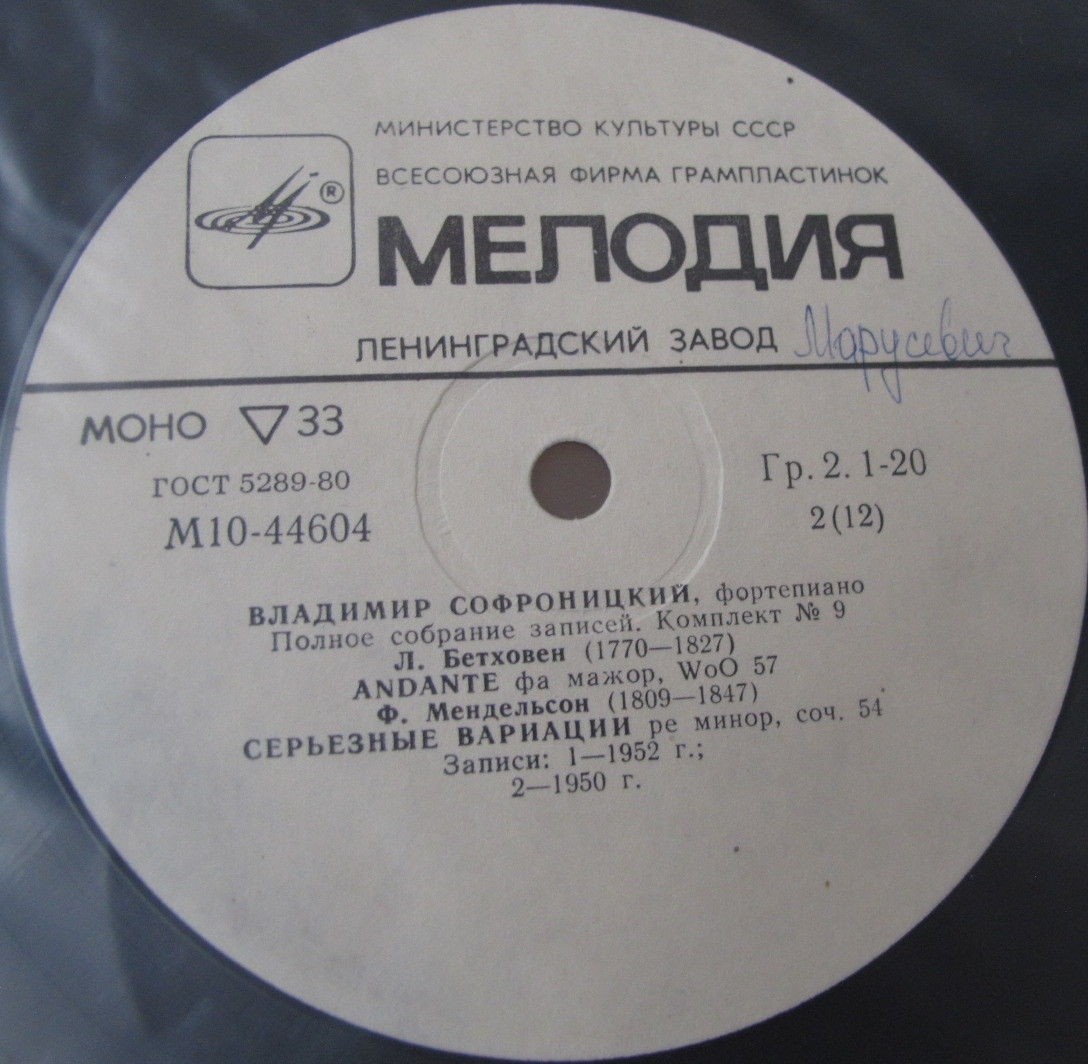 МИНИСТЕРСТВО КУЛЬТУРЫ СССР
ВСЕСОЮЗНАЯ ФИРМА ГРАМПЛАСТИНОК
®
МЕЛОДИЯ
ЛЕНИНГРАДСКИЙ ЗАВОД Марусевич
МОНО ▽33
ГОСТ 5289-80
М10-44604
Гр. 2. 1-20
2(12)
ВЛАДИМИР СОФРОНИЦКИЙ, фортепиано
Полное собрание записей. Комплект № 9
Л. Бетховен (1770—1827)
ANDANTE фа мажор, WoO 57
Ф. Мендельсон (1809—1847)
СЕРЬЕЗНЫЕ ВАРИАЦИИ ре минор, соч. 54
Записи: 1—1952 г.;
2—1950 г.